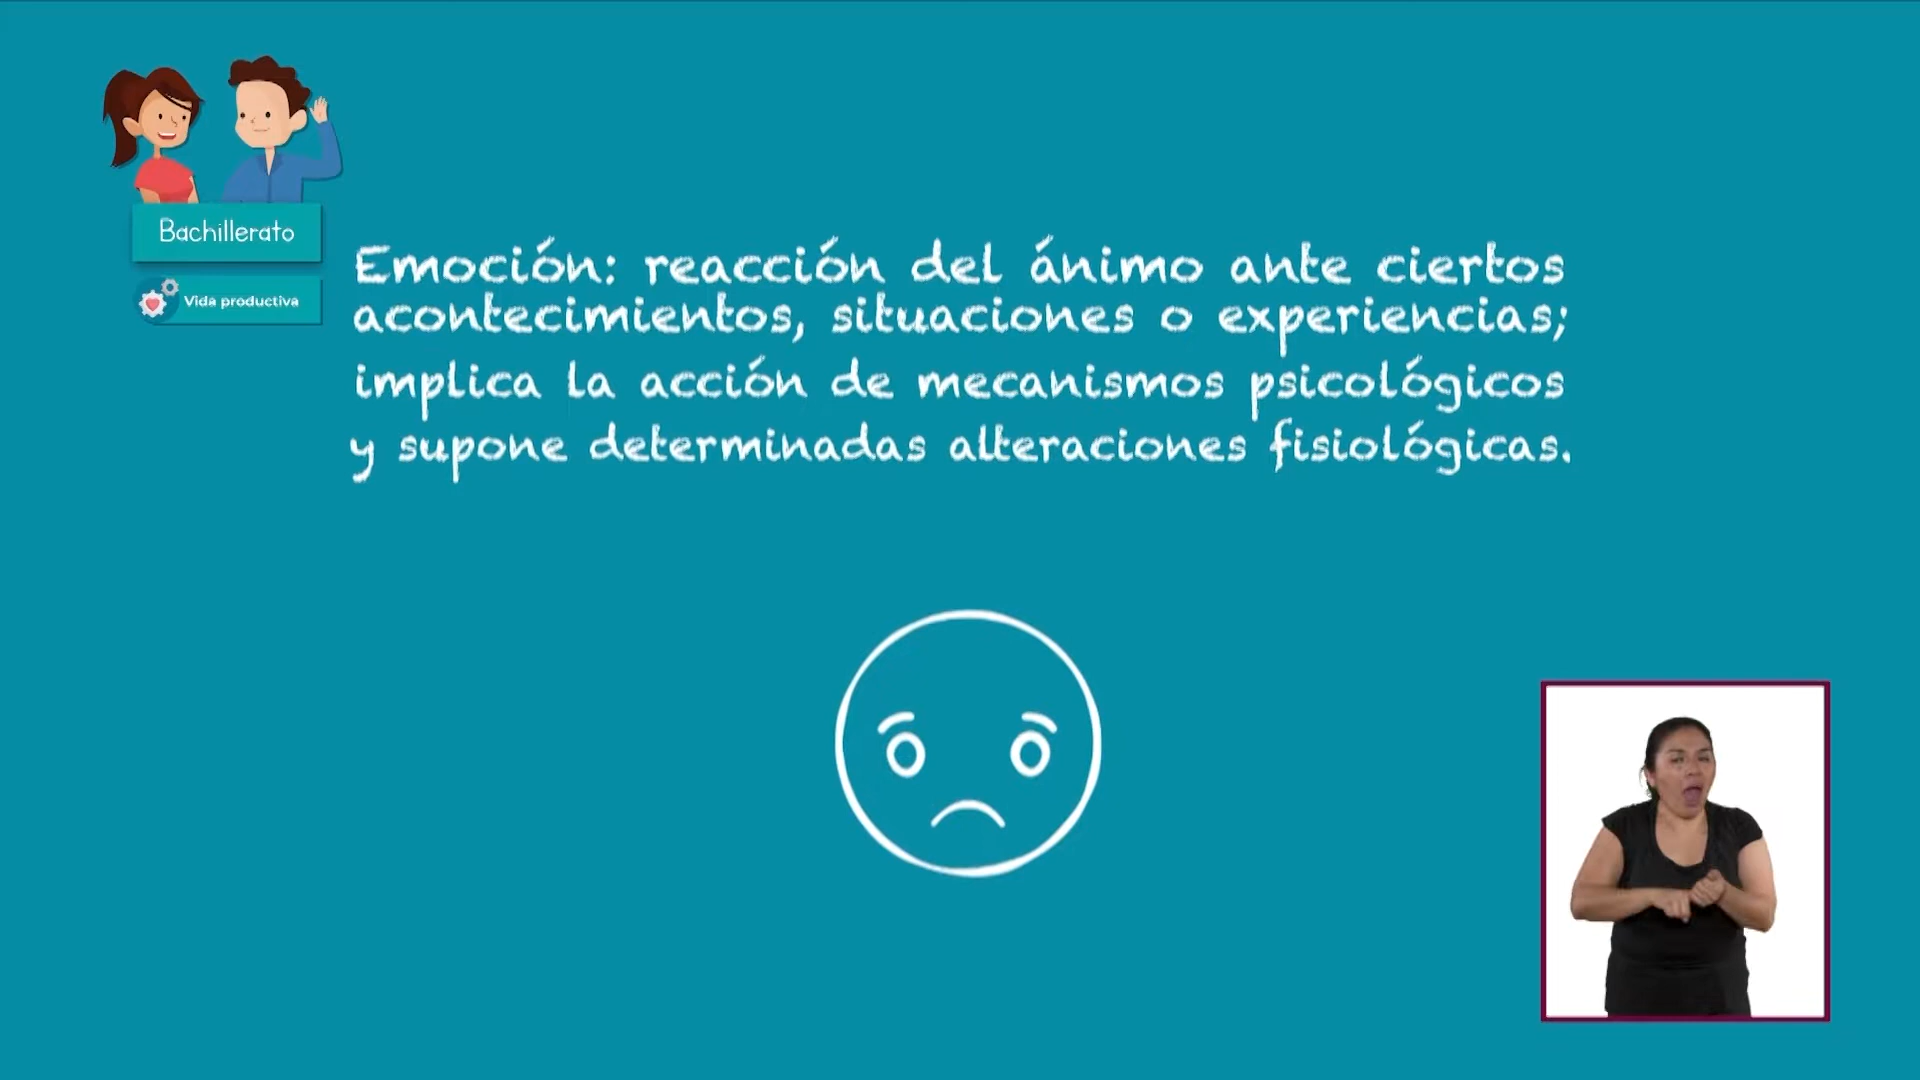 Bachillerato
Vida productiva
Emoción: reacción del ánimo ante ciertos
acontecimientos, situaciones o experiencias;
implica la acción de mecanismos psicológicos
y supone determinadas alteraciones fisiológicas.